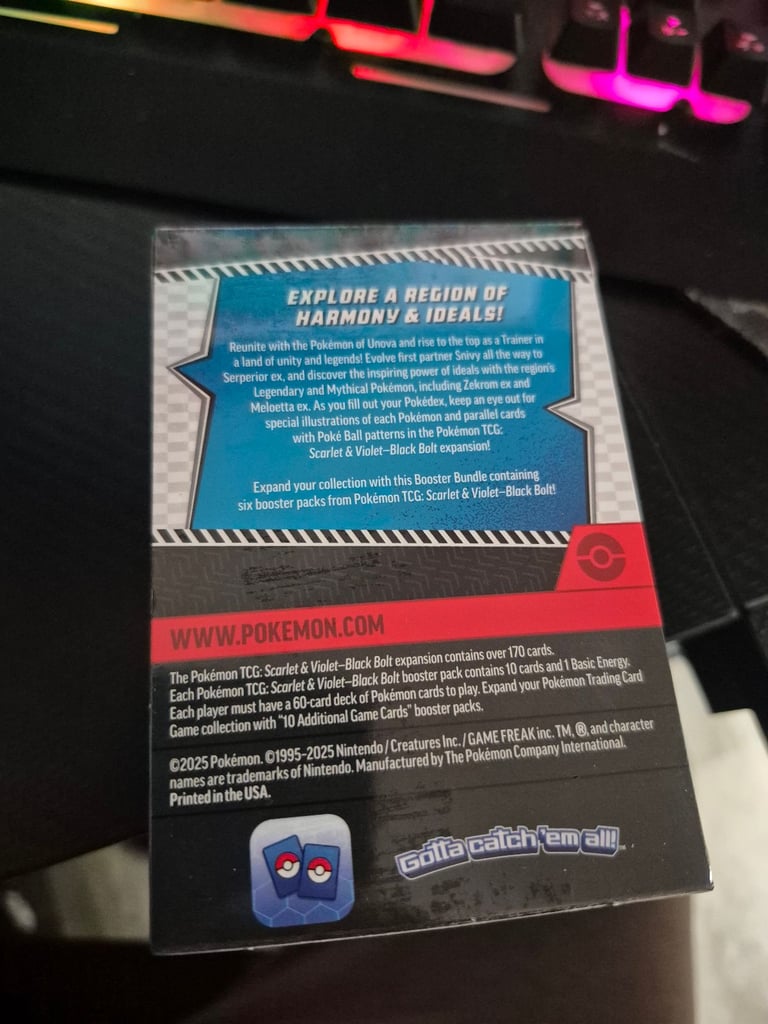 EXPLORE A REGION OF
HARMONY & IDEALS!
Reunite with the Pokémon of Unova and rise to the top as a Trainer in
a land of unity and legends! Evolve first partner Snivy all the way to
Serperior ex, and discover the inspiring power of ideals with the region's
Legendary and Mythical Pokémon, including Zekrom ex and
Meloetta ex. As you fill out your Pokédex, keep an eye out for
special illustrations of each Pokémon and parallel cards
with Poké Ball patterns in the Pokémon TCG:
Scarlet & Violet—Black Bolt expansion!
Expand your collection with this Booster Bundle containing
six booster packs from Pokémon TCG: Scarlet & Violet—Black Bolt!
WWW.POKEMON.COM
The Pokémon TCG: Scarlet & Violet—Black Bolt expansion contains over 170 cards.
Each Pokémon TCG: Scarlet & Violet—Black Bolt booster pack contains 10 cards and 1 Basic Energy.
Each player must have a 60-card deck of Pokémon cards to play. Expand your Pokémon Trading Card
Game collection with "10 Additional Game Cards" booster packs.
©2025 Pokémon. ©1995–2025 Nintendo / Creatures Inc. / GAME FREAK inc. TM, ®, and character
names are trademarks of Nintendo. Manufactured by The Pokémon Company International.
Printed in the USA.
Gotta catch 'em all!™